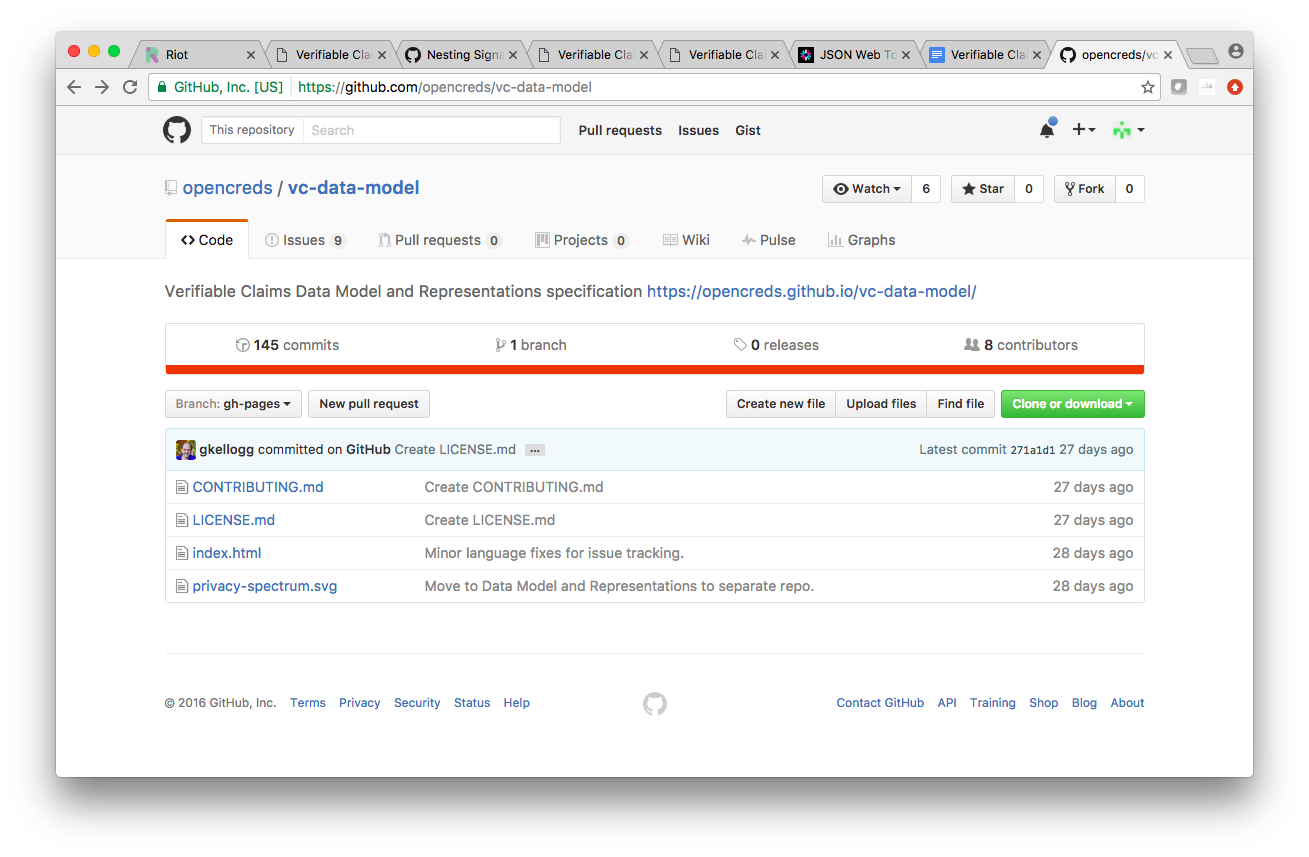 Riot Verifiable Clai Nesting Signa Verifiable Cla Verifiable Clai JSON Web To Verifiable Clai opencreds/vc
GitHub, Inc. [US] https://github.com/opencreds/vc-data-model
This repository Search Pull requests Issues Gist
opencreds / vc-data-model Watch 6 Star 0 Fork 0
Code Issues 9 Pull requests 0 Projects 0 Wiki Pulse Graphs
Verifiable Claims Data Model and Representations specification https://opencreds.github.io/vc-data-model/
145 commits 1 branch 0 releases 8 contributors
Branch: gh-pages New pull request Create new file Upload files Find file Clone or download
gkellogg committed on GitHub Create LICENSE.md … Latest commit 271a1d1 27 days ago
CONTRIBUTING.md Create CONTRIBUTING.md 27 days ago
LICENSE.md Create LICENSE.md 27 days ago
index.html Minor language fixes for issue tracking. 28 days ago
privacy-spectrum.svg Move to Data Model and Representations to separate repo. 28 days ago
© 2016 GitHub, Inc. Terms Privacy Security Status Help Contact GitHub API Training Shop Blog About